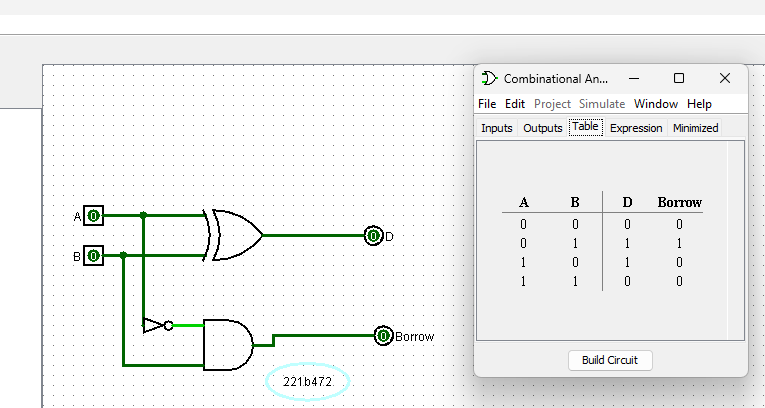 Combinational An...
File Edit Project Simulate Window Help
Inputs Outputs Table Expression Minimized
A B D Borrow
0 0 0 0
0 1 1 1
1 0 1 0
1 1 0 0
Build Circuit
A 0
0 D
B 0
0 Borrow
221b472